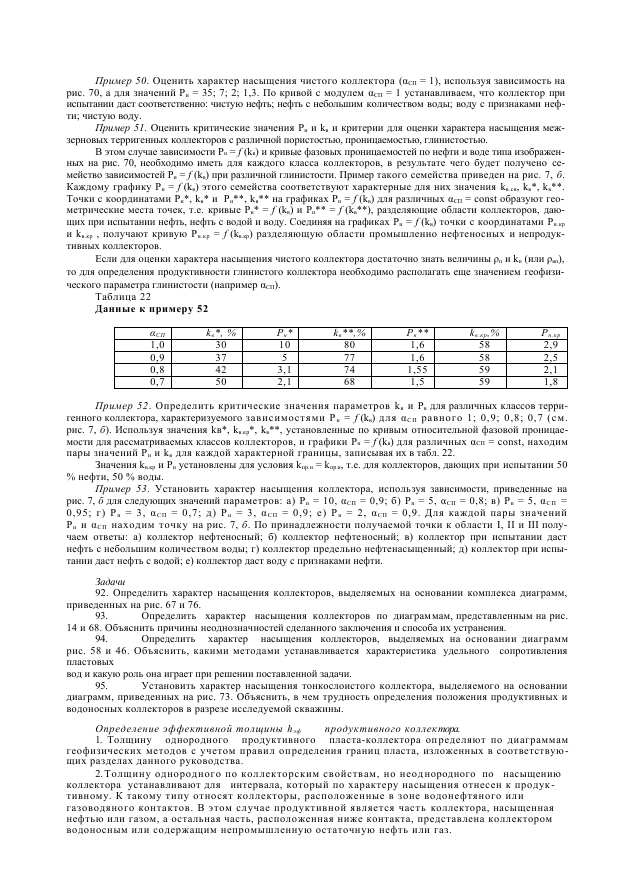 Пример 50. Оценить характер насыщения чистого коллектора (αСП = 1), используя зависимость на
рис. 70, а для значений Рн = 35; 7; 2; 1,3. По кривой с модулем αСП = 1 устанавливаем, что коллектор при
испытании даст соответственно: чистую нефть; нефть с небольшим количеством воды; воду с признаками неф-
ти; чистую воду.
Пример 51. Оценить критические значения Рн и kв и критерии для оценки характера насыщения меж-
зерновых терригенных коллекторов с различной пористостью, проницаемостью, глинистостью.
В этом случае зависимости Рн = f (kв) и кривые фазовых проницаемостей по нефти и воде типа изображен-
ных на рис. 70, необходимо иметь для каждого класса коллекторов, в результате чего будет получено се-
мейство зависимостей Рн = f (kв) при различной глинистости. Пример такого семейства приведен на рис. 7, б.
Каждому графику Рн = f (kв) этого семейства соответствуют характерные для них значения kв.св, kв*, kв**.
Точки с координатами Рн*, kв* и Рн**, kв** на графиках Рн = f (kв) для различных αСП = const образуют гео-
метрические места точек, т.е. кривые Рн* = f (kв) и Рн** = f (kв**), разделяющие области коллекторов, даю-
щих при испытании нефть, нефть с водой и воду. Соединяя на графиках Рн = f (kв) точки с координатами Рн.кр
и kв.кр , получают кривую Рн.кр = f (kв.кр) разделяющую области промышленно нефтеносных и непродук-
тивных коллекторов.
Если для оценки характера насыщения чистого коллектора достаточно знать величины ρп и kв (или ρвп),
то для определения продуктивности глинистого коллектора необходимо располагать еще значением геофизи-
ческого параметра глинистости (например αСП).
Таблица 22
Данные к примеру 52
αСП kв*, % Рн* kв**,% Рн** kв.кр,% Рн.кр
1,0 30 10 80 1,6 58 2,9
0,9 37 5 77 1,6 58 2,5
0,8 42 3,1 74 1,55 59 2,1
0,7 50 2,1 68 1,5 59 1,8
Пример 52. Определить критические значения параметров kв и Рн для различных классов терри-
генного коллектора, характеризуемого зависимостями Рн = f (kв) для αСП равного 1; 0,9; 0,8; 0,7 (см.
рис. 7, б). Используя значения kв*, kв.кр*, kв**, установленные по кривым относительной фазовой проницае-
мости для рассматриваемых классов коллекторов, и графики Рн = f (kв) для различных αСП = const, находим
пары значений Рн и kв для каждой характерной границы, записывая их в табл. 22.
Значения kв.кр и Рн установлены для условия kпр.н = kпр.в, т.е. для коллекторов, дающих при испытании 50
% нефти, 50 % воды.
Пример 53. Установить характер насыщения коллектора, используя зависимости, приведенные на
рис. 7, б для следующих значений параметров: а) Рн = 10, αСП = 0,9; б) Рн = 5, αСП = 0,8; в) Рн = 5, αСП =
0,95; г) Рн = 3, αСП = 0,7; д) Рн = 3, αСП = 0,9; е) Рн = 2, αСП = 0,9. Для каждой пары значений
Рн и αСП находим точку на рис. 7, б. По принадлежности получаемой точки к области I, II и III полу-
чаем ответы: а) коллектор нефтеносный; б) коллектор нефтеносный; в) коллектор при испытании даст
нефть с небольшим количеством воды; г) коллектор предельно нефтенасыщенный; д) коллектор при испы-
тании даст нефть с водой; е) коллектор даст воду с признаками нефти.
Задачи
92. Определить характер насыщения коллекторов, выделяемых на основании комплекса диаграмм,
приведенных на рис. 67 и 76.
93. Определить характер насыщения коллекторов по диаграммам, представленным на рис.
14 и 68. Объяснить причины неоднозначностей сделанного заключения и способа их устранения.
94. Определить характер насыщения коллекторов, выделяемых на основании диаграмм
рис. 58 и 46. Объяснить, какими методами устанавливается характеристика удельного сопротивления
пластовых
вод и какую роль она играет при решении поставленной задачи.
95. Установить характер насыщения тонкослоистого коллектора, выделяемого на основании
диаграмм, приведенных на рис. 73. Объяснить, в чем трудность определения положения продуктивных и
водоносных коллекторов в разрезе исследуемой скважины.
Определение эффективной толщины hэф продуктивного коллектора.
1. Толщину однородного продуктивного пласта-коллектора определяют по диаграммам
геофизических методов с учетом правил определения границ пласта, изложенных в соответствую-
щих разделах данного руководства.
2.Толщину однородного по коллекторским свойствам, но неоднородного по насыщению
коллектора устанавливают для интервала, который по характеру насыщения отнесен к продук-
тивному. К такому типу относят коллекторы, расположенные в зоне водонефтяного или
газоводяного контактов. В этом случае продуктивной является часть коллектора, насыщенная
нефтью или газом, а остальная часть, расположенная ниже контакта, представлена коллектором
водоносным или содержащим непромышленную остаточную нефть или газ.